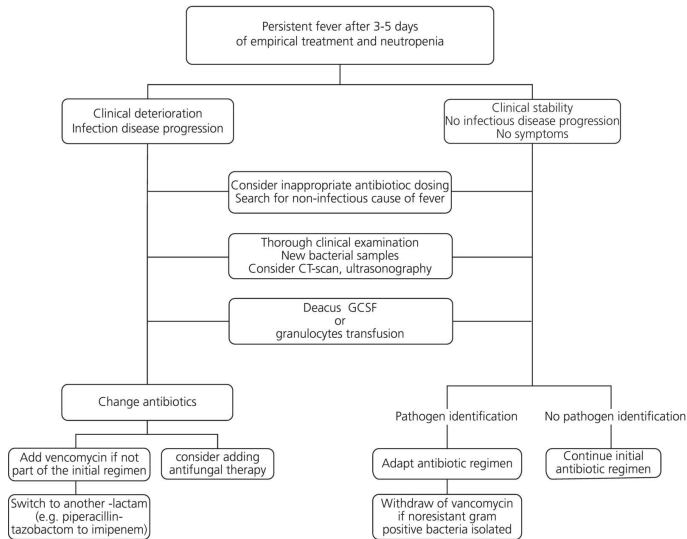 Persistent fever after 3-5 days
of empirical treatment and neutropenia
Clinical deterioration
Infection disease progression
Clinical stability
No infectious disease progression
No symptoms
Consider inappropriate antibiotioc dosing
Search for non-infectious cause of fever
Thorough clinical examination
New bacterial samples
Consider CT-scan, ultrasonography
Deacus GCSF
or
granulocytes transfusion
Change antibiotics
Pathogen identification
No pathogen identification
Add vencomycin if not
part of the initial regimen
consider adding
antifungal therapy
Adapt antibiotic regimen
Continue initial
antibiotic regimen
Switch to another -lactam
(e.g. piperacillin-
tazobactom to imipenem)
Withdraw of vancomycin
if noresistant gram
positive bacteria isolated